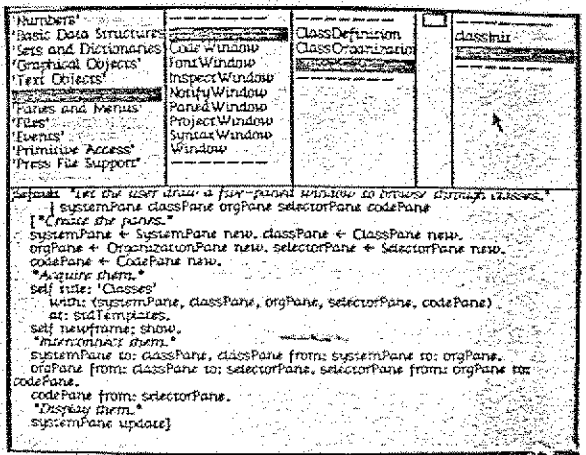 'Numbers'
'Basic Data Structures'
'Sets and Dictionaries'
'Graphical Objects'
'Text Objects'
'Panes and Menus'
'Files'
'Events'
'Primitive Access'
'Press File Support'
CodeWindow
FontWindow
InspectWindow
NotifyWindow
PanedWindow
ProjectWindow
SyntaxWindow
Window
ClassDefinition
ClassOrganization
classInit
default "Let the user draw a five-paned window to browse through classes."
| systemPane classPane orgPane selectorPane codePane
["Create the panes."
systemPane ← SystemPane new. classPane ← ClassPane new.
orgPane ← OrganizationPane new. selectorPane ← SelectorPane new.
codePane ← CodePane new.
"Acquire them."
self title: 'Classes'
with: (systemPane, classPane, orgPane, selectorPane, codePane)
at: stdTemplates.
self newframe; show.
"Interconnect them."
systemPane to: classPane. classPane from: systemPane to: orgPane.
orgPane from: classPane to: selectorPane. selectorPane from: orgPane to:
codePane.
codePane from: selectorPane.
"Display them."
systemPane update]